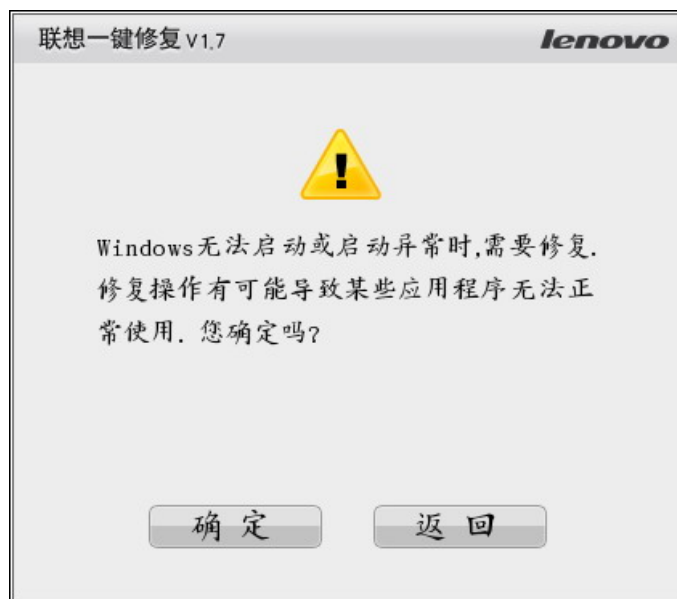 联想一键修复 V1.7
lenovo
Windows无法启动或启动异常时,需要修复.
修复操作有可能导致某些应用程序无法正
常使用. 您确定吗?
确 定
返 回